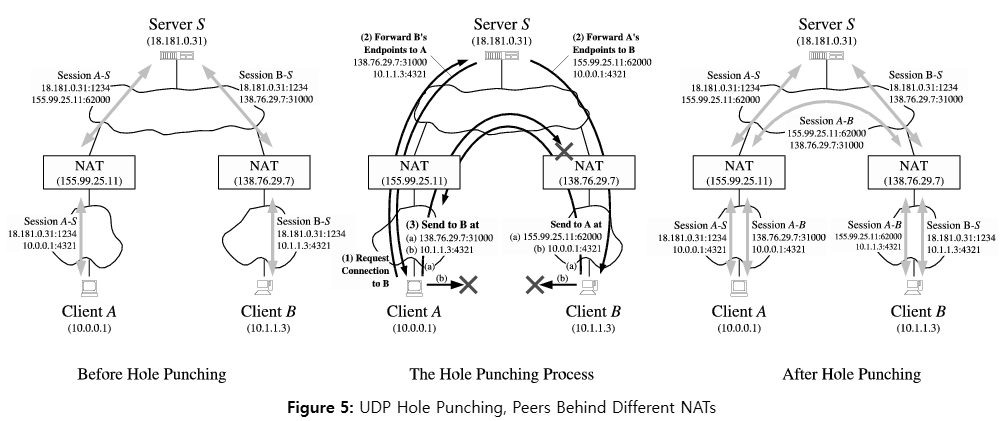 Server S
(18.181.0.31)
Session A-S
18.181.0.31:1234
155.99.25.11:62000
Session B-S
18.181.0.31:1234
138.76.29.7:31000
NAT
(155.99.25.11)
NAT
(138.76.29.7)
Session A-S
18.181.0.31:1234
10.0.0.1:4321
Session B-S
18.181.0.31:1234
10.1.1.3:4321
Client A
(10.0.0.1)
Client B
(10.1.1.3)
Before Hole Punching
Server S
(18.181.0.31)
(2) Forward B's
Endpoints to A
138.76.29.7:31000
10.1.1.3:4321
(2) Forward A's
Endpoints to B
155.99.25.11:62000
10.0.0.1:4321
NAT
(155.99.25.11)
NAT
(138.76.29.7)
(3) Send to B at
(a) 138.76.29.7:31000
(b) 10.1.1.3:4321
Send to A at
(a) 155.99.25.11:62000
(b) 10.0.0.1:4321
(1) Request
Connection
to B
(a)
(b)
(a)
(b)
Client A
(10.0.0.1)
Client B
(10.1.1.3)
The Hole Punching Process
Server S
(18.181.0.31)
Session A-S
18.181.0.31:1234
155.99.25.11:62000
Session B-S
18.181.0.31:1234
138.76.29.7:31000
Session A-B
155.99.25.11:62000
138.76.29.7:31000
NAT
(155.99.25.11)
NAT
(138.76.29.7)
Session A-S
18.181.0.31:1234
10.0.0.1:4321
Session A-B
138.76.29.7:31000
10.0.0.1:4321
Session A-B
155.99.25.11:62000
10.1.1.3:4321
Session B-S
18.181.0.31:1234
10.1.1.3:4321
Client A
(10.0.0.1)
Client B
(10.1.1.3)
After Hole Punching
Figure 5: UDP Hole Punching, Peers Behind Different NATs